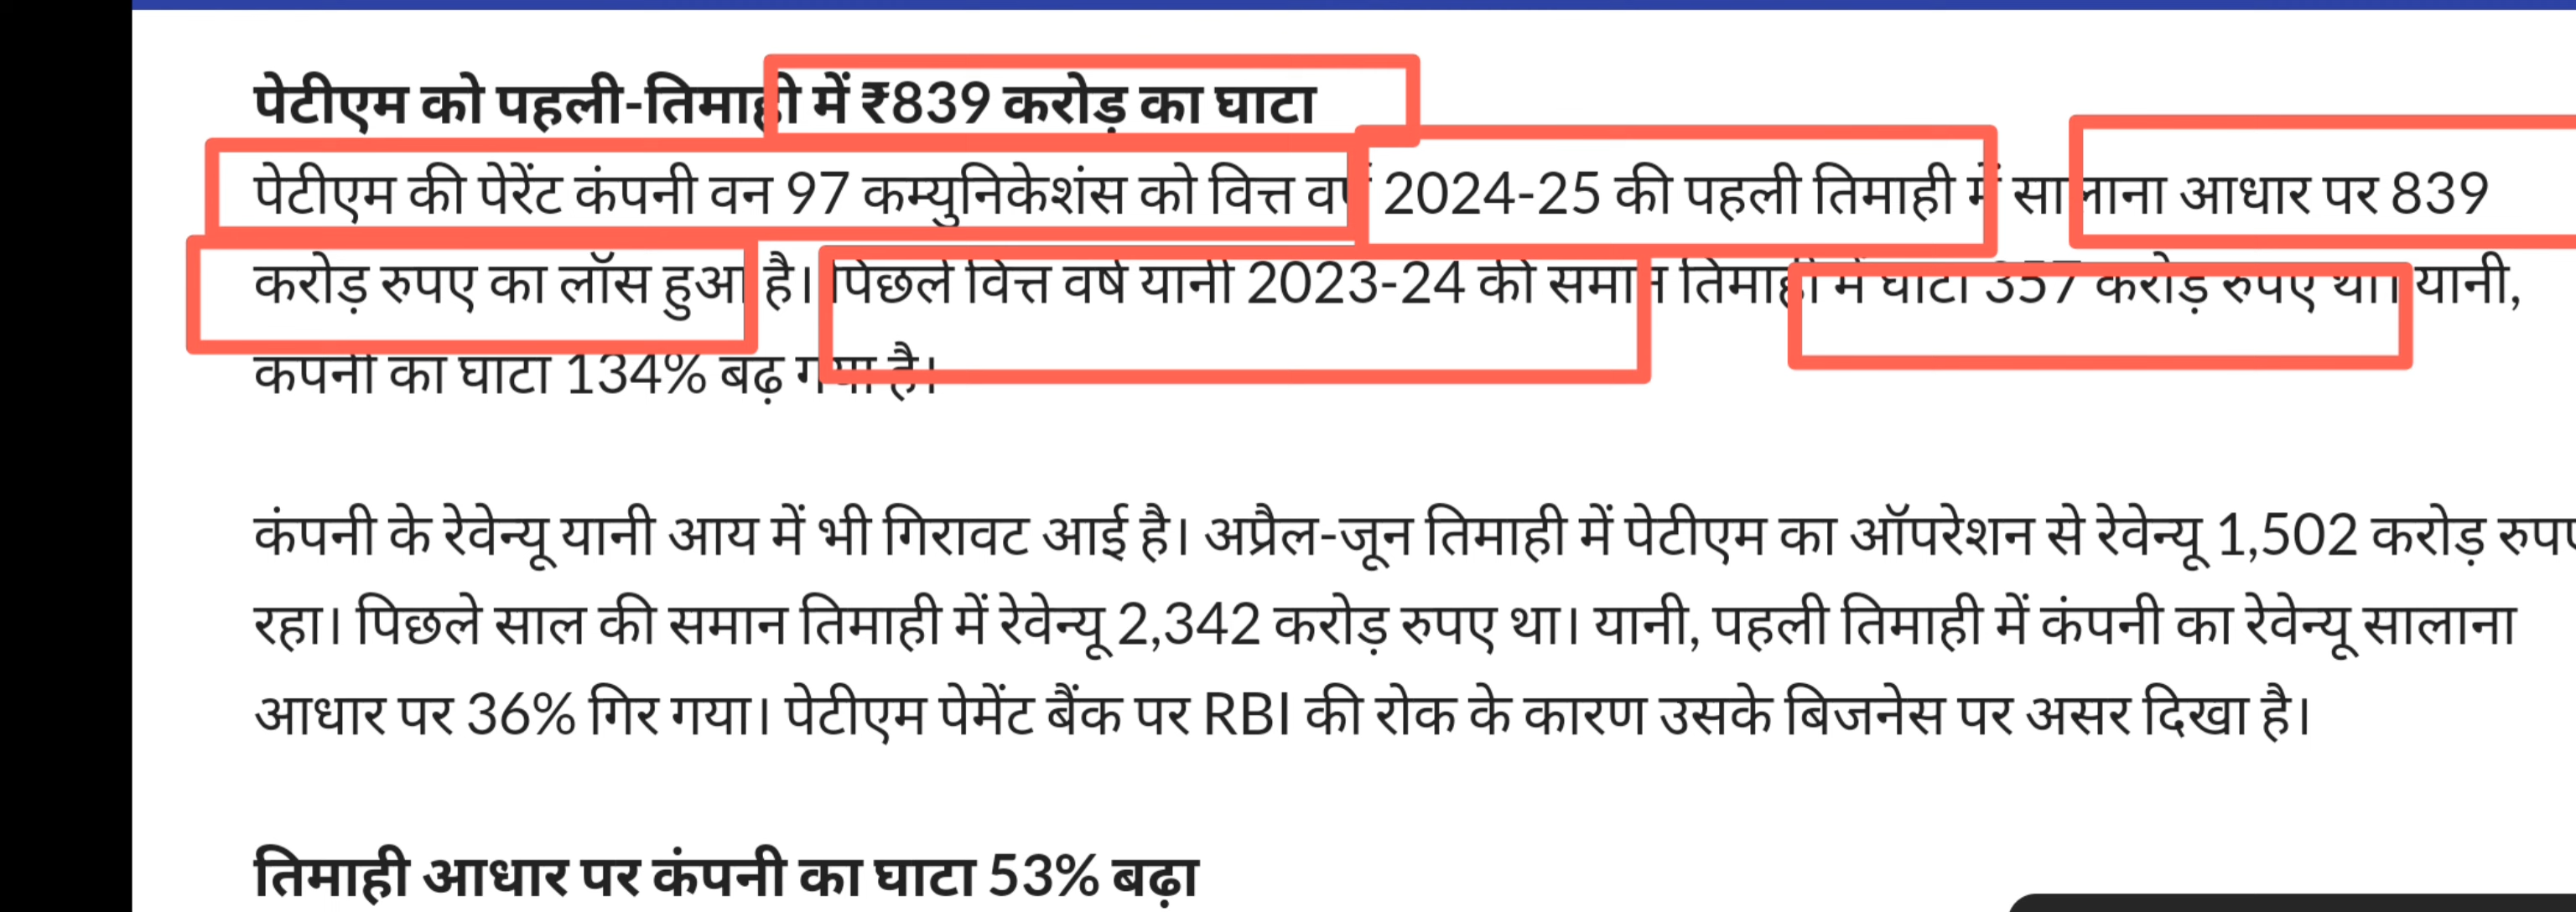 पेटीएम को पहली-तिमाही में ₹839 करोड़ का घाटा
पेटीएम की पेरेंट कंपनी वन 97 कम्युनिकेशंस को वित्त वर्ष 2024-25 की पहली तिमाही में सालाना आधार पर 839
करोड़ रुपए का लॉस हुआ है। पिछले वित्त वर्ष यानी 2023-24 की समान तिमाही में घाटा 357 करोड़ रुपए था। यानी,
कंपनी का घाटा 134% बढ़ गया है।
कंपनी के रेवेन्यू यानी आय में भी गिरावट आई है। अप्रैल-जून तिमाही में पेटीएम का ऑपरेशन से रेवेन्यू 1,502 करोड़ रुपए
रहा। पिछले साल की समान तिमाही में रेवेन्यू 2,342 करोड़ रुपए था। यानी, पहली तिमाही में कंपनी का रेवेन्यू सालाना
आधार पर 36% गिर गया। पेटीएम पेमेंट बैंक पर RBI की रोक के कारण उसके बिजनेस पर असर दिखा है।
तिमाही आधार पर कंपनी का घाटा 53% बढ़ा